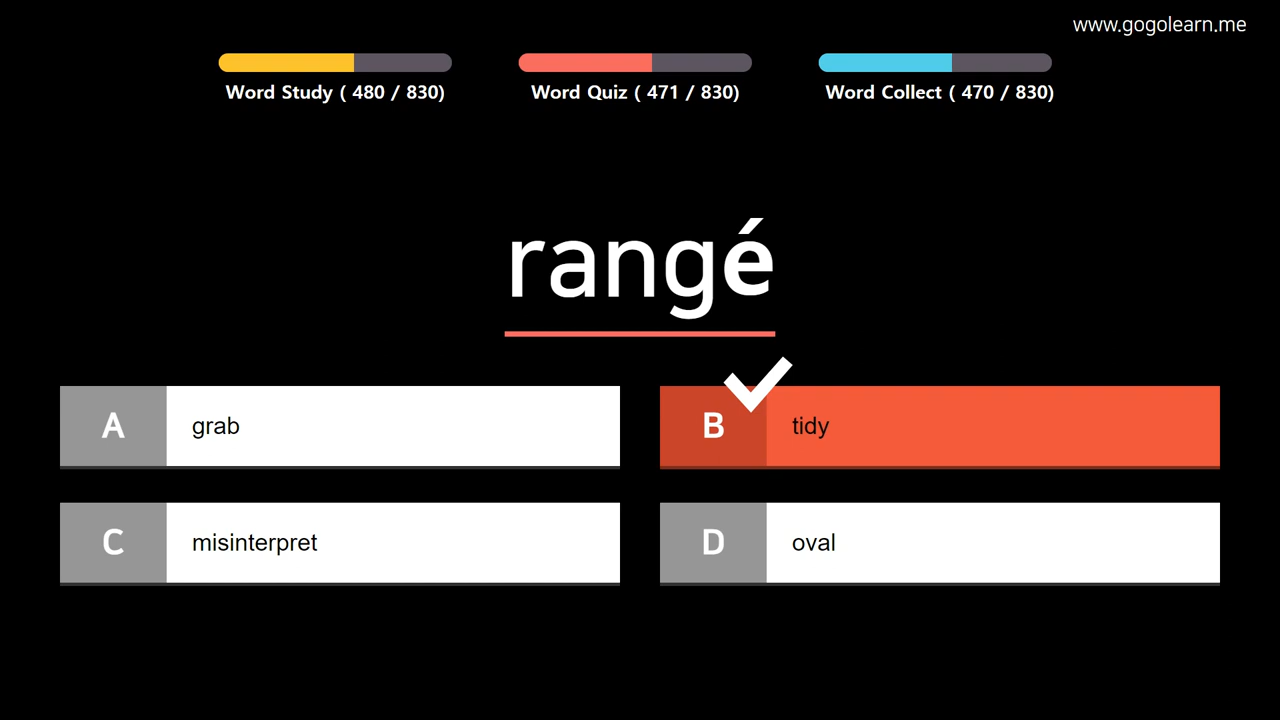 www.gogolearn.me
Word Study ( 480 / 830)
Word Quiz ( 471 / 830)
Word Collect ( 470 / 830)
rangé
A grab
B tidy
C misinterpret
D oval